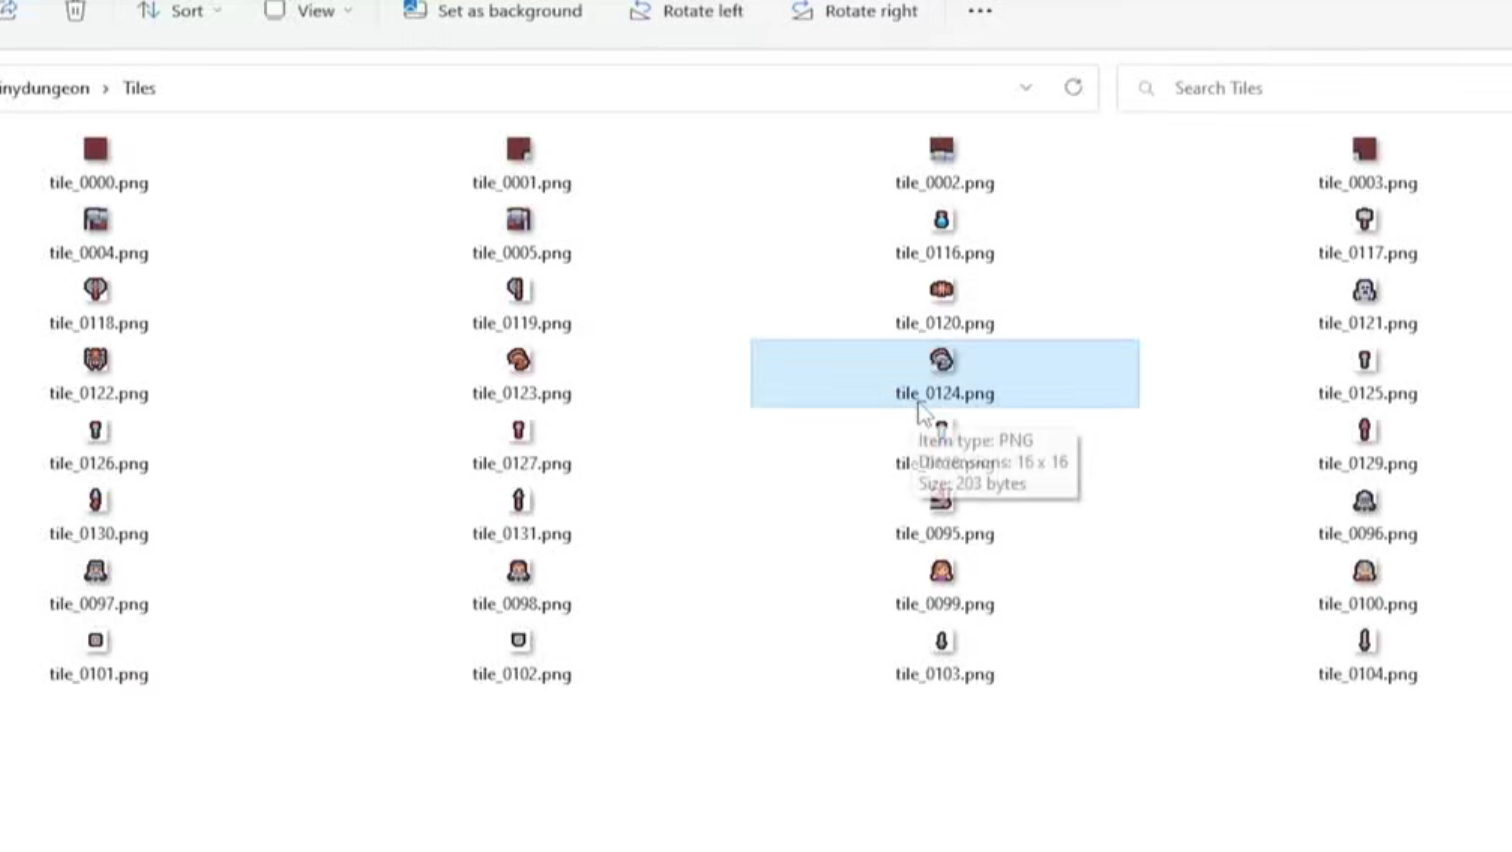 Sort
View
Set as background
Rotate left
Rotate right
inydungeon > Tiles
Search Tiles
tile_0000.png
tile_0001.png
tile_0002.png
tile_0003.png
tile_0004.png
tile_0005.png
tile_0116.png
tile_0117.png
tile_0118.png
tile_0119.png
tile_0120.png
tile_0121.png
tile_0122.png
tile_0123.png
tile_0124.png
tile_0125.png
Item type: PNG
Dimensions: 16 x 16
Size: 203 bytes
tile_0126.png
tile_0127.png
tile_0129.png
tile_0130.png
tile_0131.png
tile_0095.png
tile_0096.png
tile_0097.png
tile_0098.png
tile_0099.png
tile_0100.png
tile_0101.png
tile_0102.png
tile_0103.png
tile_0104.png